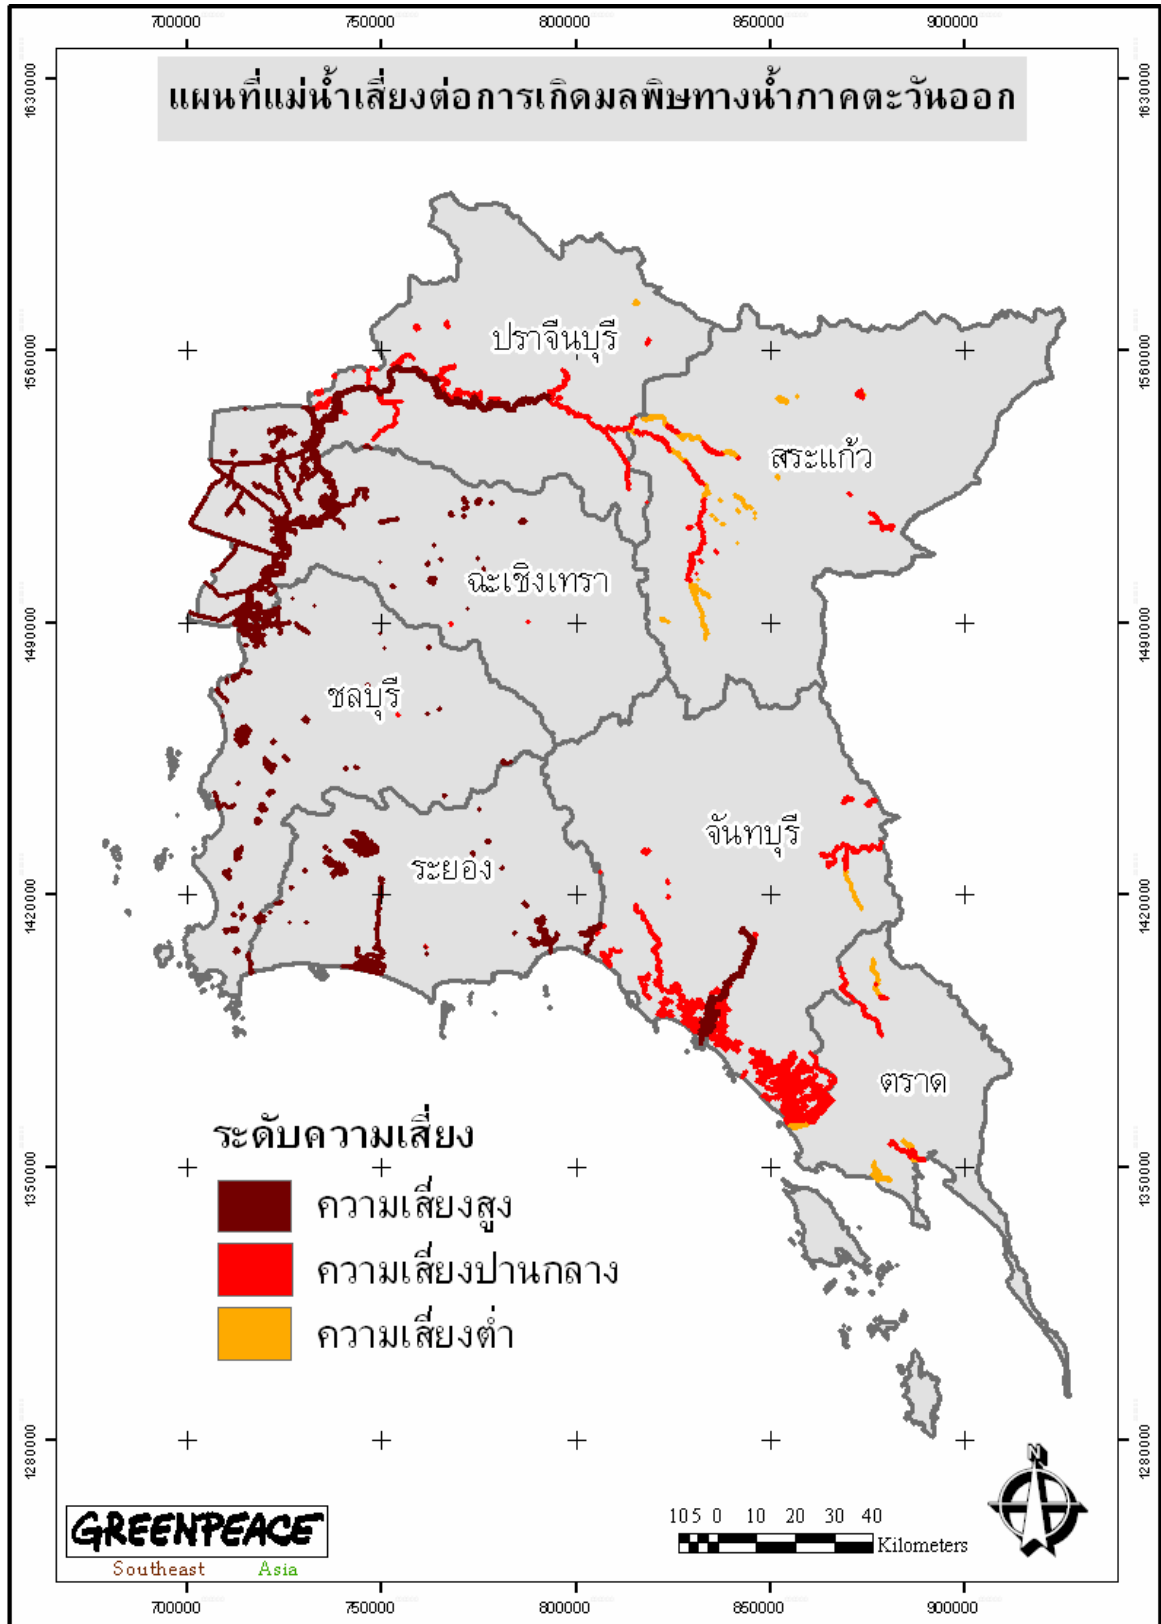 700000 750000 800000 850000 900000
แผนที่แม่น้ำเสี่ยงต่อการเกิดมลพิษทางน้ำภาคตะวันออก
1630000 1630000
ปราจีนบุรี
1560000 1560000
สระแก้ว
ฉะเชิงเทรา
1490000 1490000
ชลบุรี
จันทบุรี
ระยอง
1420000 1420000
ตราด
ระดับความเสี่ยง
1350000 1350000
ความเสี่ยงสูง
ความเสี่ยงปานกลาง
ความเสี่ยงต่ำ
1280000 1280000
N
GREENPEACE
Southeast Asia
10 5 0 10 20 30 40
Kilometers
700000 750000 800000 850000 900000